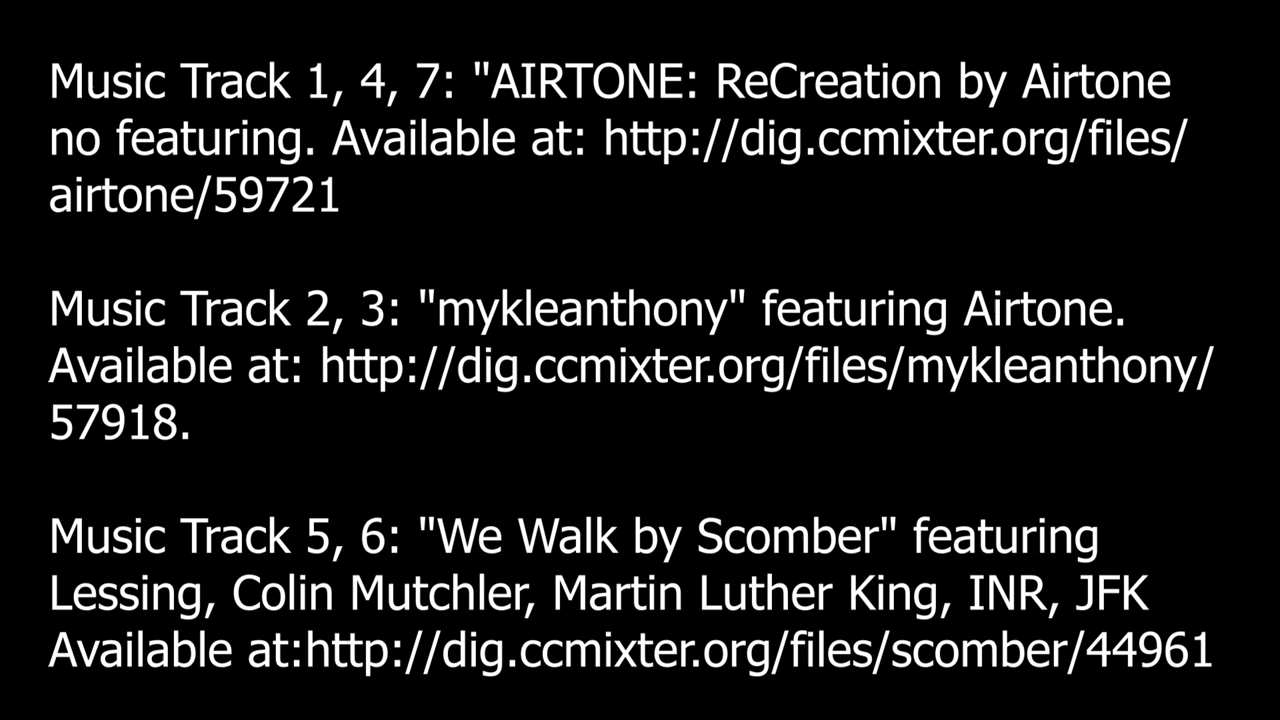 Music Track 1, 4, 7: "AIRTONE: ReCreation by Airtone
no featuring. Available at: http://dig.ccmixter.org/files/
airtone/59721
Music Track 2, 3: "mykleanthony" featuring Airtone.
Available at: http://dig.ccmixter.org/files/mykleanthony/
57918.
Music Track 5, 6: "We Walk by Scomber" featuring
Lessing, Colin Mutchler, Martin Luther King, INR, JFK
Available at:http://dig.ccmixter.org/files/scomber/44961